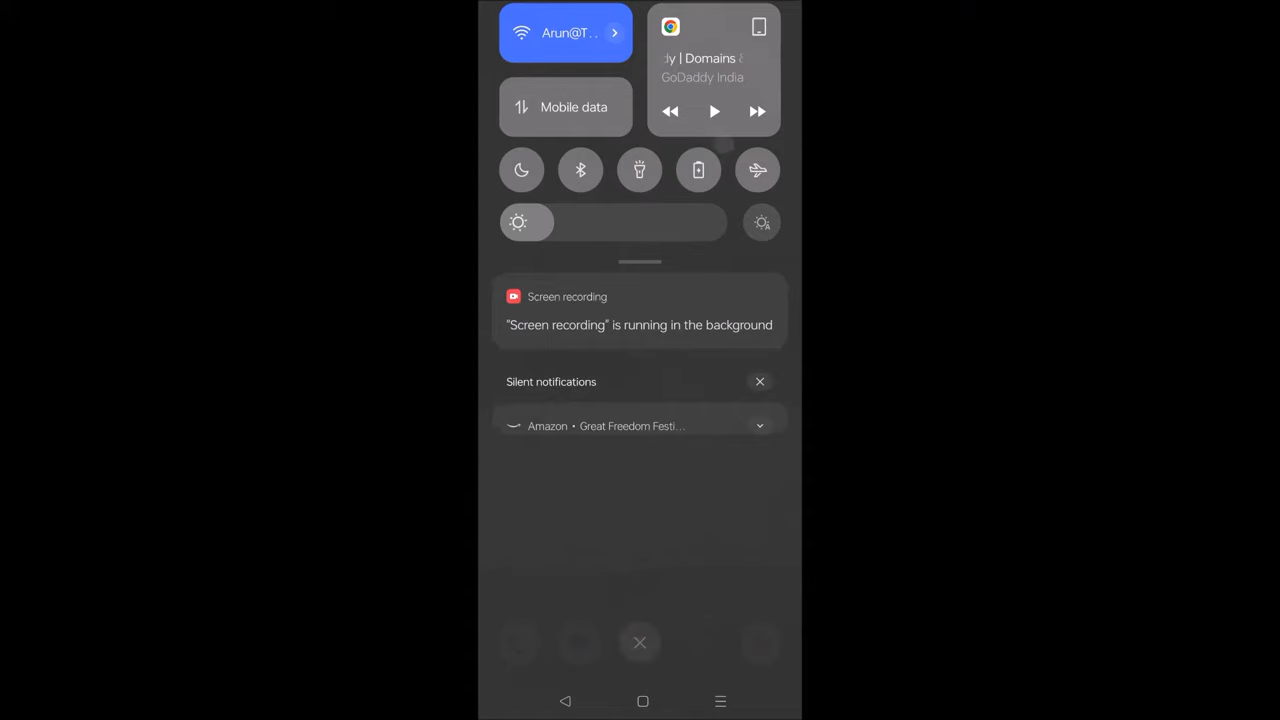 Arun@T..
dy | Domains &
GoDaddy India
Mobile data
Screen recording
"Screen recording" is running in the background
Silent notifications
Amazon • Great Freedom Festi...